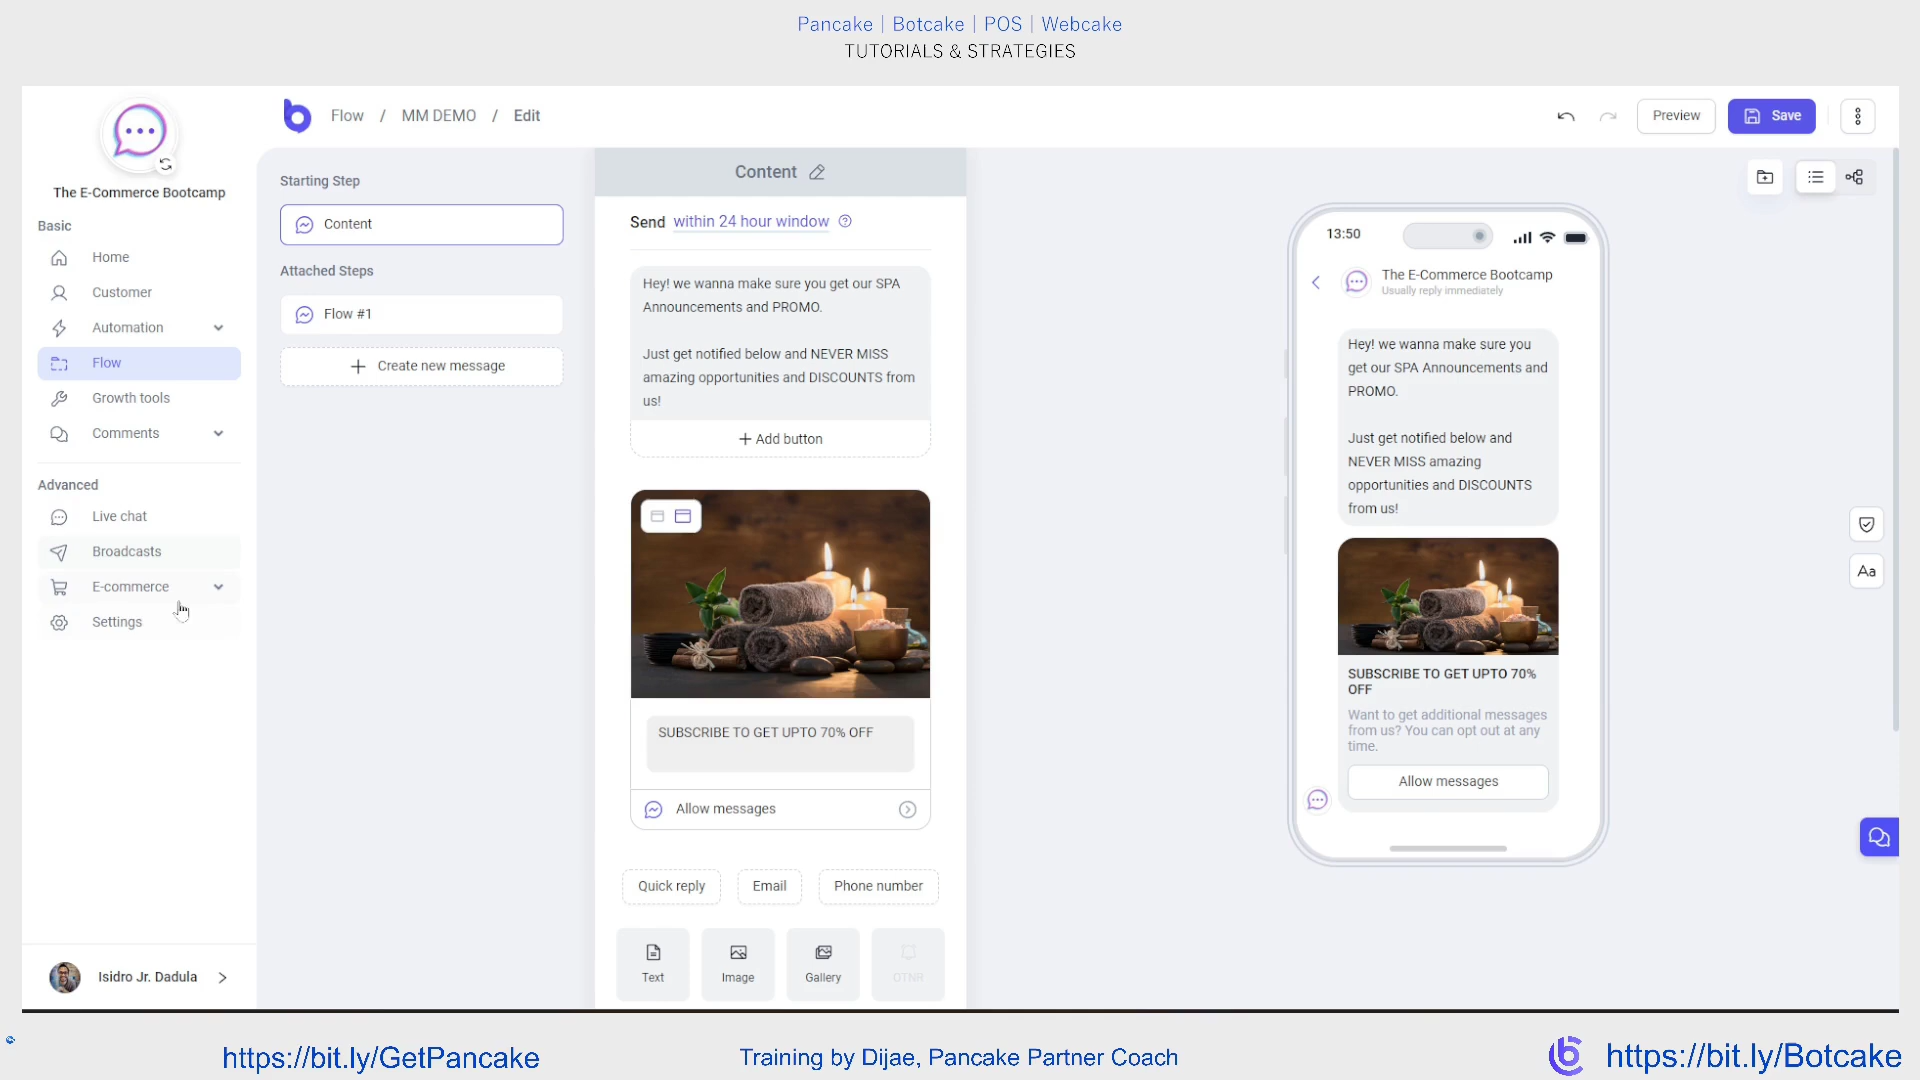 Pancake | Botcake | POS | Webcake
TUTORIALS & STRATEGIES
The E-Commerce Bootcamp
Basic
Home
Customer
Automation
Flow
Growth tools
Comments
Advanced
Live chat
Broadcasts
E-commerce
Settings
Isidro Jr. Dadula
Flow / MM DEMO / Edit
Preview
Save
Starting Step
Content
Attached Steps
Flow #1
Create new message
Content
Send within 24 hour window
Hey! we wanna make sure you get our SPA
Announcements and PROMO.
Just get notified below and NEVER MISS
amazing opportunities and DISCOUNTS from
us!
Add button
SUBSCRIBE TO GET UPTO 70% OFF
Allow messages
Quick reply
Email
Phone number
Text
Image
Gallery
OTNR
13:50
The E-Commerce Bootcamp
Usually reply immediately
Hey! we wanna make sure you
get our SPA Announcements and
PROMO.
Just get notified below and
NEVER MISS amazing
opportunities and DISCOUNTS
from us!
SUBSCRIBE TO GET UPTO 70%
OFF
Want to get additional messages
from us? You can opt out at any
time.
Allow messages
Aa
https://bit.ly/GetPancake
Training by Dijae, Pancake Partner Coach
https://bit.ly/Botcake